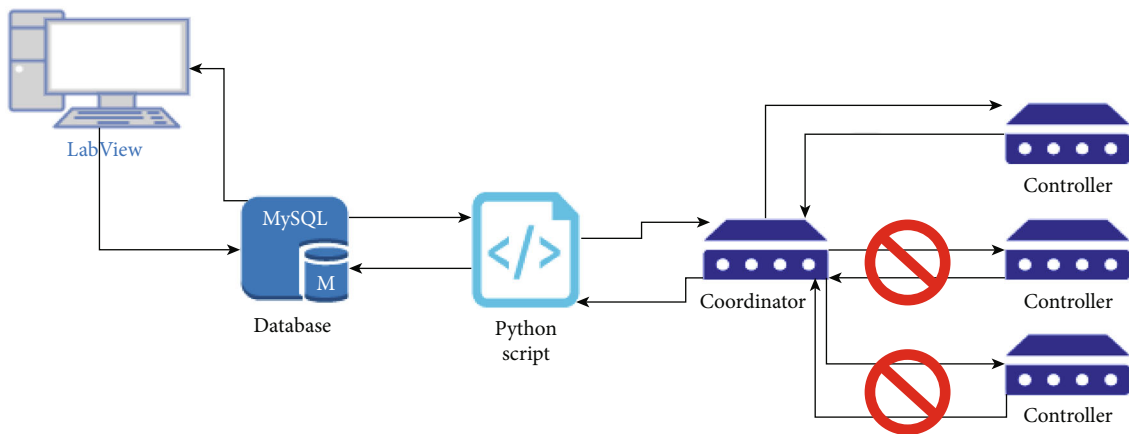 LabView
MySQL
M
Database
Python
script
Coordinator
Controller
Controller
Controller